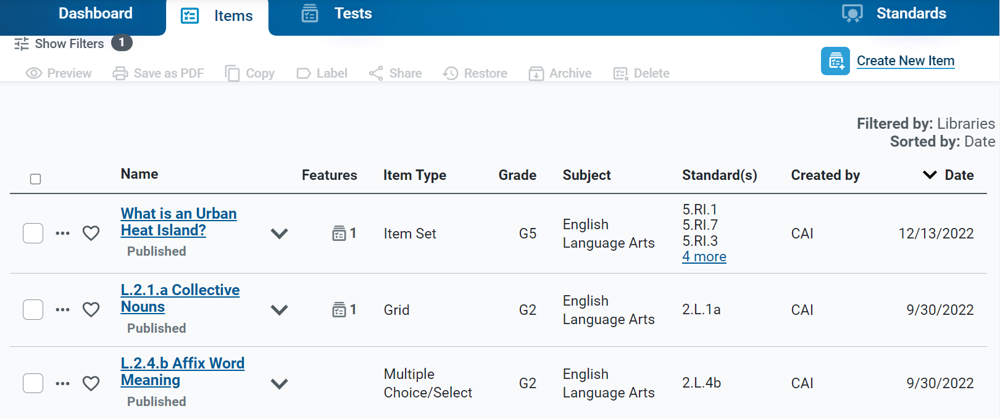 Dashboard Items Tests Standards
Show Filters 1
Preview Save as PDF Copy Label Share Restore Archive Delete
Create New Item
Filtered by: Libraries
Sorted by: Date
Name Features Item Type Grade Subject Standard(s) Created by Date
What is an Urban
Heat Island?
Published
1
Item Set
G5
English
Language Arts
5.RI.1
5.RI.7
5.RI.3
4 more
CAI
12/13/2022
L.2.1.a Collective
Nouns
Published
1
Grid
G2
English
Language Arts
2.L.1a
CAI
9/30/2022
L.2.4.b Affix Word
Meaning
Published
Multiple
Choice/Select
G2
English
Language Arts
2.L.4b
CAI
9/30/2022